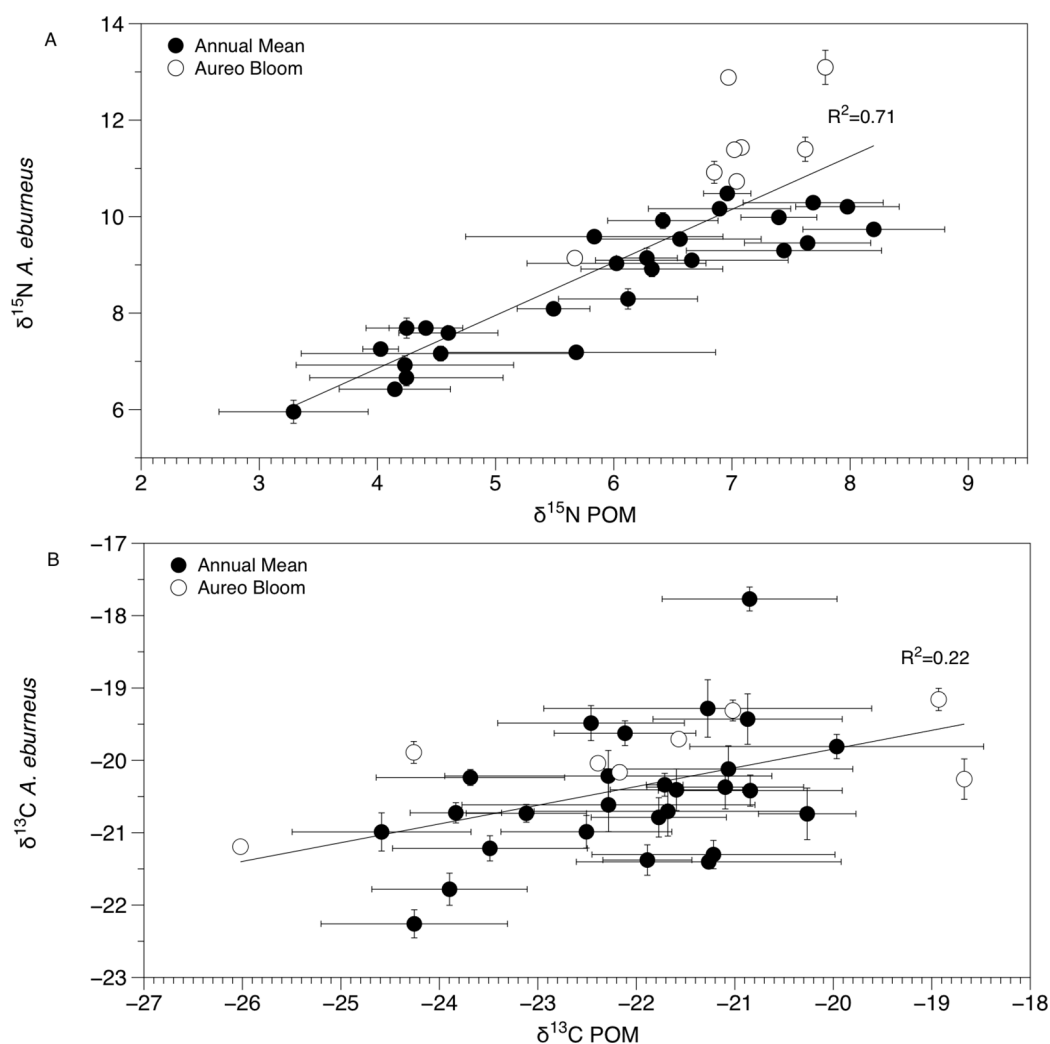 A
Annual Mean
Aureo Bloom
R²=0.71
14
12
10
8
6
δ¹⁵N A. eburneus
2 3 4 5 6 7 8 9
δ¹⁵N POM
B
Annual Mean
Aureo Bloom
R²=0.22
−17
−18
−19
−20
−21
−22
−23
δ¹³C A. eburneus
−27 −26 −25 −24 −23 −22 −21 −20 −19 −18
δ¹³C POM